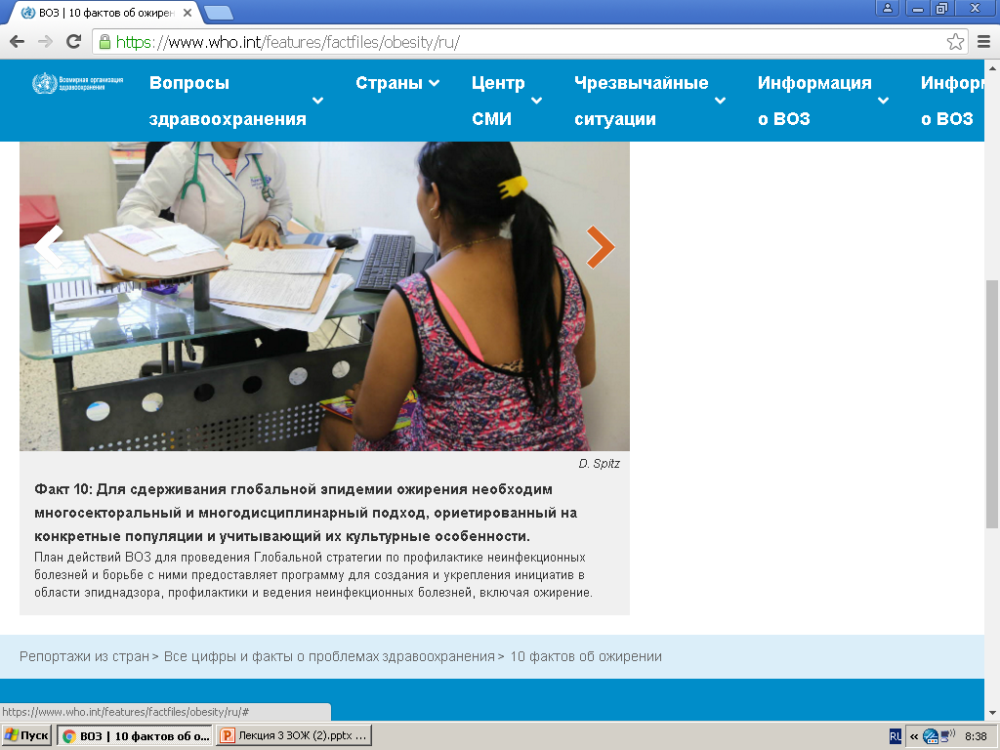 ВОЗ | 10 фактов об ожирен
https://www.who.int/features/factfiles/obesity/ru/
Всемирная организация
здравоохранения
Вопросы
здравоохранения
Страны
Центр
СМИ
Чрезвычайные
ситуации
Информация
о ВОЗ
Информ
о ВОЗ
D. Spitz
Факт 10: Для сдерживания глобальной эпидемии ожирения необходим
многосекторальный и многодисциплинарный подход, ориетированный на
конкретные популяции и учитывающий их культурные особенности.
План действий ВОЗ для проведения Глобальной стратегии по профилактике неинфекционных
болезней и борьбе с ними предоставляет программу для создания и укрепления инициатив в
области эпиднадзора, профилактики и ведения неинфекционных болезней, включая ожирение.
Репортажи из стран > Все цифры и факты о проблемах здравоохранения > 10 фактов об ожирении
https://www.who.int/features/factfiles/obesity/ru/#
Пуск
ВОЗ | 10 фактов об о...
Лекция 3 ЗОЖ (2).pptx ...
RU
«
8:38